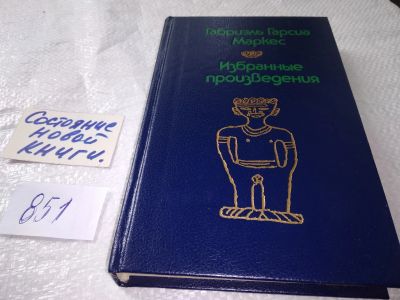 Габриэль Гарсиа
Маркес
Избранные
произведения
Состояние
новой
книги.
851